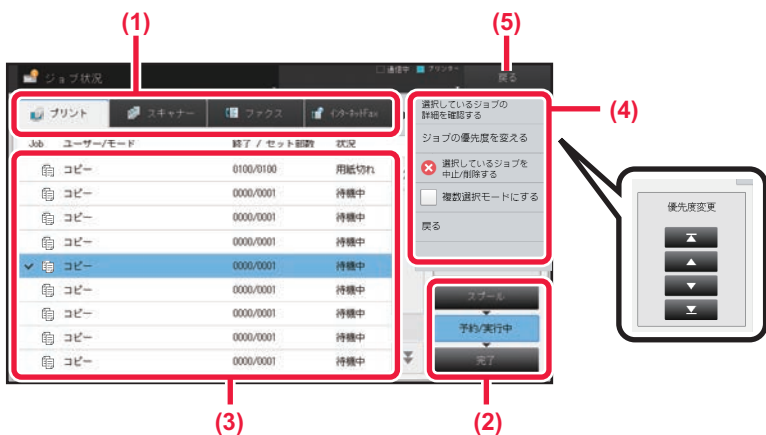 (1)
(5)
ジョブ状況
通信中
プリンター
戻る
プリント
スキャナー
ファクス
インターネットFax
選択しているジョブの
詳細を確認する
(4)
Job ユーザー/モード 終了 / セット部数 状況
ジョブの優先度を変える
コピー 0100/0100 用紙切れ
選択しているジョブを
中止/削除する
コピー 0000/0001 待機中
複数選択モードにする
優先度変更
コピー 0000/0001 待機中
戻る
コピー 0000/0001 待機中
コピー 0000/0001 待機中
コピー 0000/0001 待機中
スプール
コピー 0000/0001 待機中
予約/実行中
コピー 0000/0001 待機中
完了
(3)
(2)